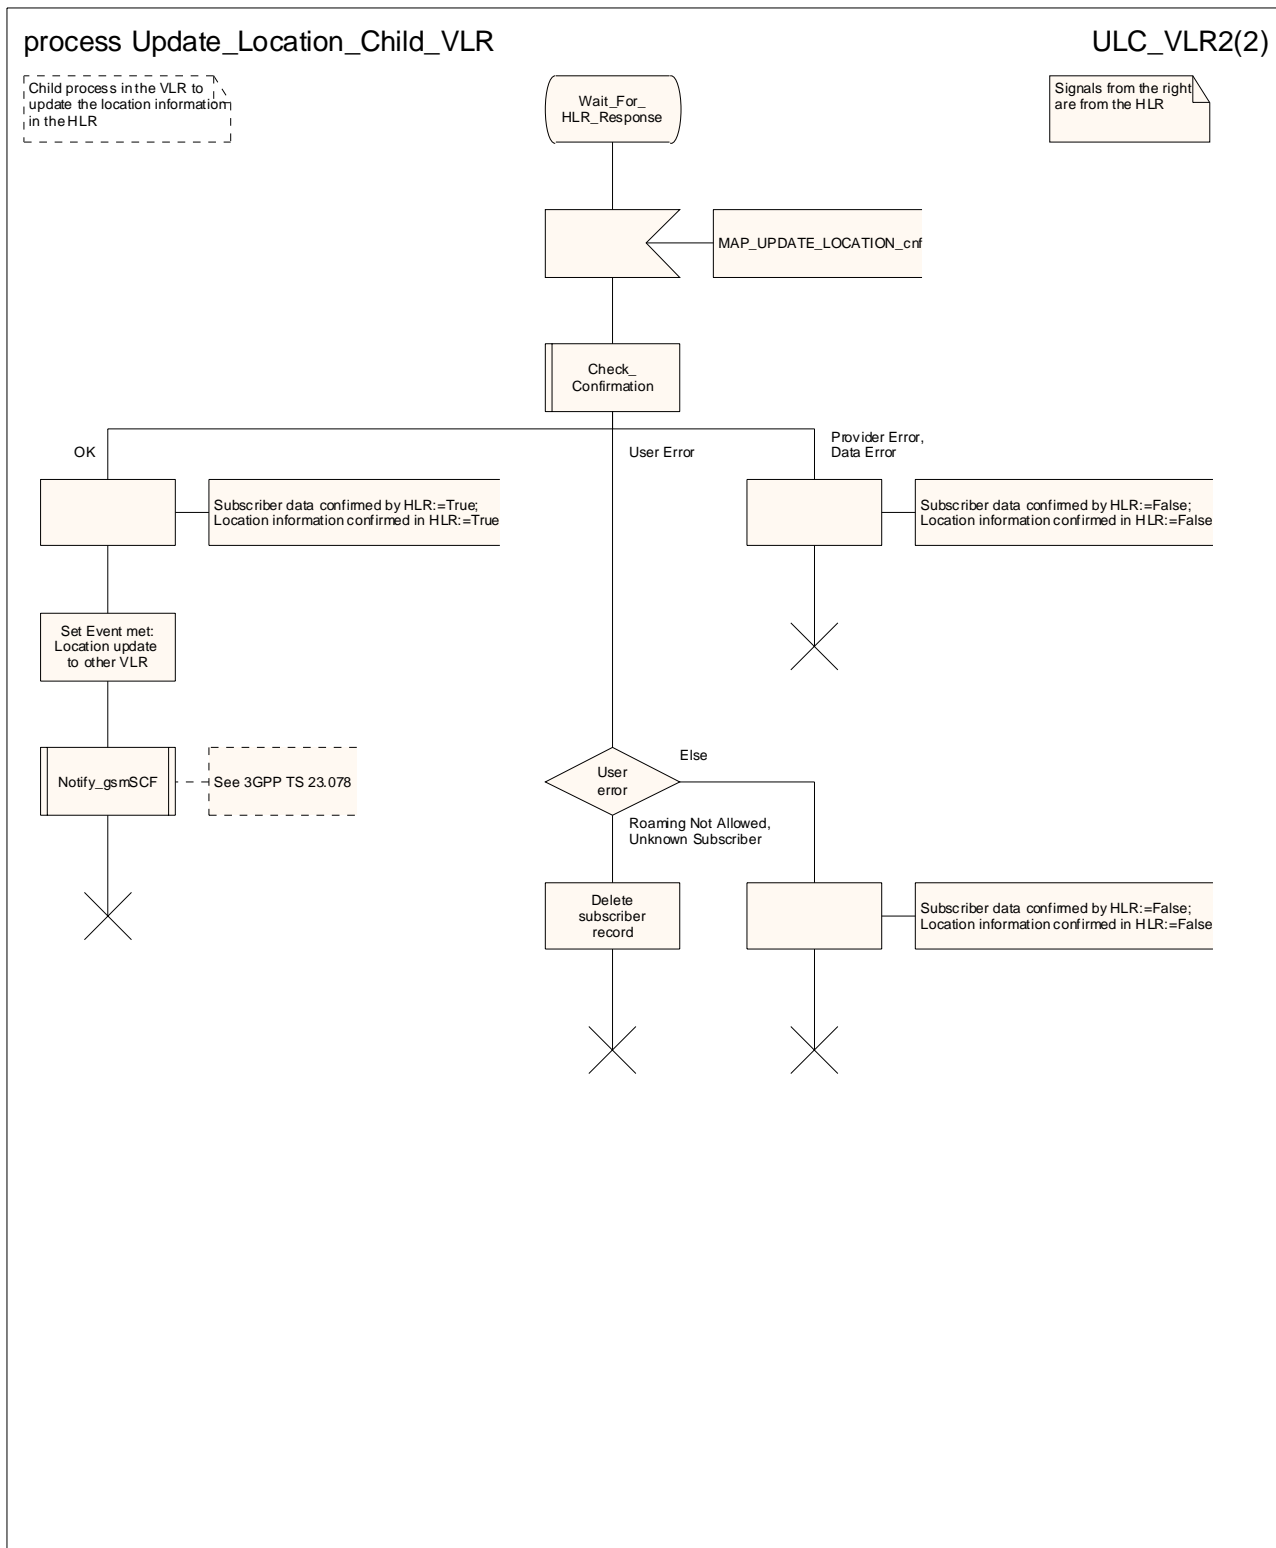 process Update_Location_Child_VLR
ULC_VLR2(2)
Child process in the VLR to
update the location information
in the HLR
Wait_For_
HLR_Response
Signals from the right
are from the HLR
MAP_UPDATE_LOCATION_cnf
Check_
Confirmation
OK
User Error
Provider Error,
Data Error
Subscriber data confirmed by HLR:=True;
Location information confirmed in HLR:=True
Subscriber data confirmed by HLR:=False;
Location information confirmed in HLR:=False
Set Event met:
Location update
to other VLR
Notify_gsmSCF
See 3GPP TS 23.078
User
error
Else
Roaming Not Allowed,
Unknown Subscriber
Delete
subscriber
record
Subscriber data confirmed by HLR:=False;
Location information confirmed in HLR:=False